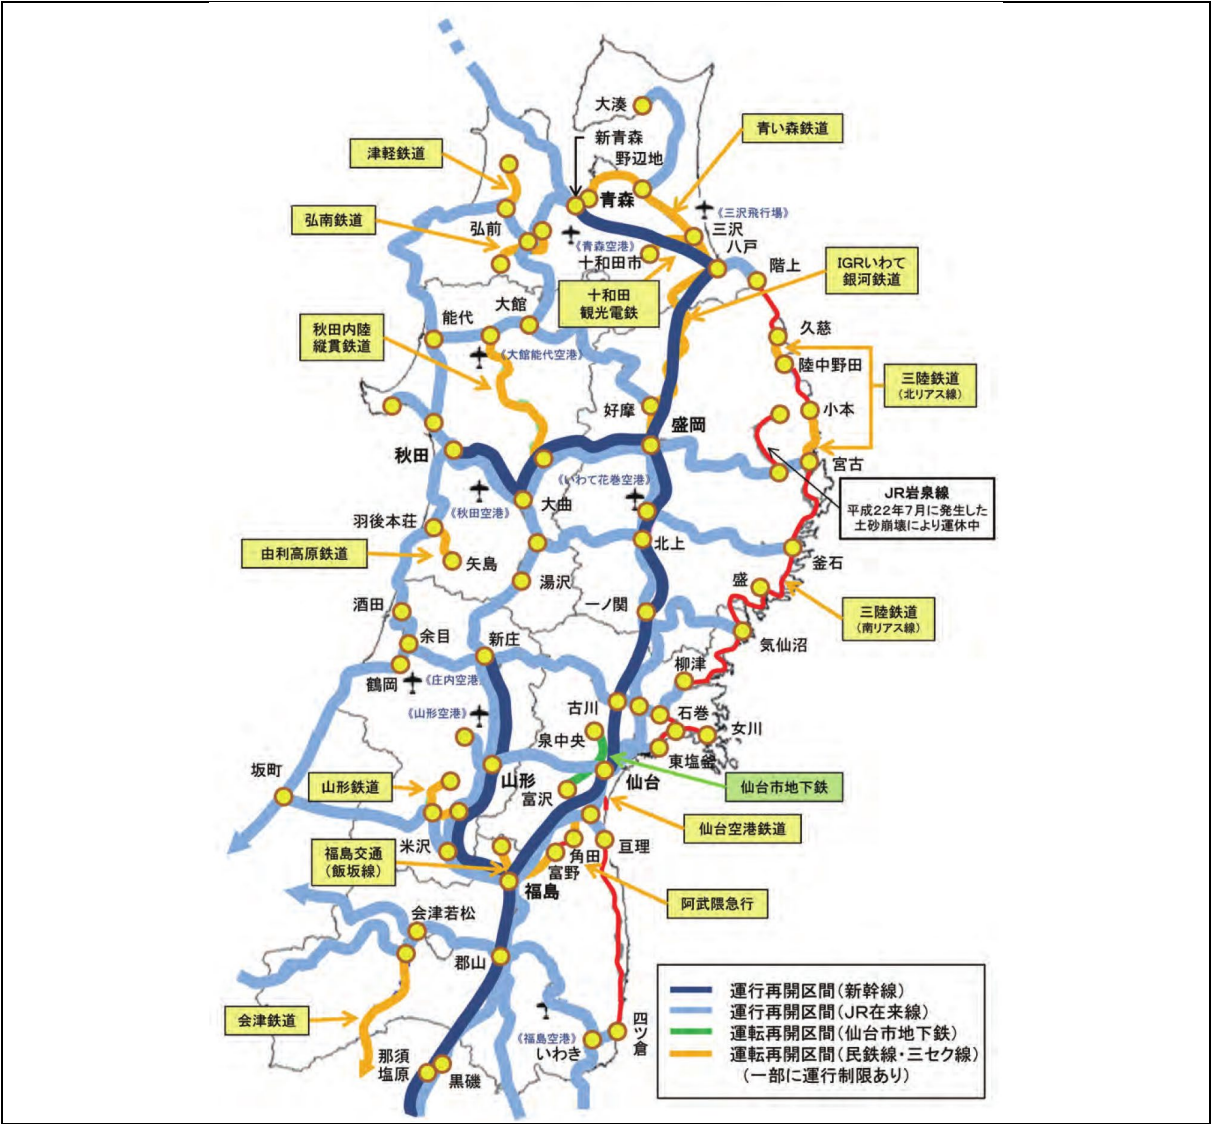 大湊
新青森
野辺地
青い森鉄道
津軽鉄道
青森
《三沢飛行場》
弘南鉄道
弘前
三沢
《青森空港》
八戸
十和田市
階上
IGRいわて
銀河鉄道
十和田
観光電鉄
大館
能代
久慈
秋田内陸
縦貫鉄道
《大館能代空港》
陸中野田
三陸鉄道
(北リアス線)
好摩
小本
盛岡
秋田
宮古
《いわて花巻空港》
JR岩泉線
平成22年7月に発生した
土砂崩壊により運休中
大曲
《秋田空港》
羽後本荘
北上
由利高原鉄道
矢島
釜石
湯沢
盛
酒田
一ノ関
三陸鉄道
(南リアス線)
余目
新庄
気仙沼
柳津
鶴岡
《庄内空港》
古川
石巻
《山形空港》
女川
泉中央
東塩釜
坂町
山形
仙台
山形鉄道
富沢
仙台市地下鉄
仙台空港鉄道
福島交通
(飯坂線)
米沢
亘理
角田
富野
福島
阿武隈急行
会津若松
郡山
会津鉄道
四ツ倉
《福島空港》
いわき
那須
塩原
黒磯
運行再開区間(新幹線)
運行再開区間(JR在来線)
運転再開区間(仙台市地下鉄)
運転再開区間(民鉄線・三セク線)
(一部に運行制限あり)